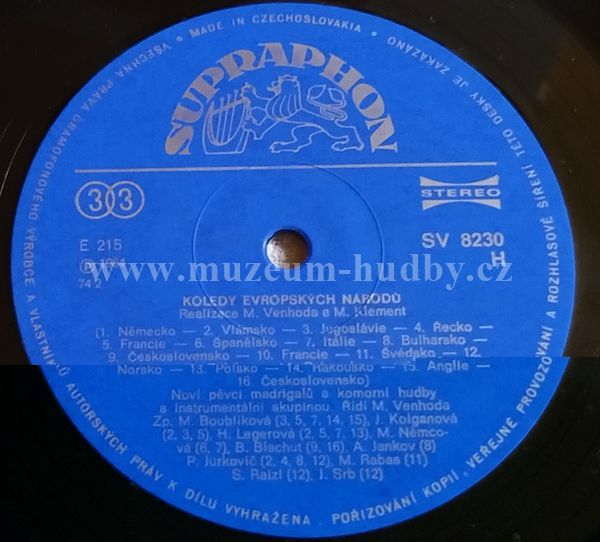 VŠECHNA PRÁVA GRAMOFONOVÉHO VÝROBCE A VLASTNÍKŮ AUTORSKÝCH PRÁV K DÍLU VYHRAŽENA . POŘIZOVÁNÍ KOPIÍ, VEŘEJNÉ PROVOZOVÁNÍ A ROZHLASOVÉ ŠÍŘENÍ TÉTO DESKY JE ZAKÁZÁNO
• MADE IN CZECHOSLOVAKIA •
SUPRAPHON
33
STEREO
E 215
SV 8230
H
Ⓟ 1964
74 2
www.muzeum-hudby.cz
KOLEDY EVROPSKÝCH NÁRODŮ
Realizace M. Venhoda a M. Klement
(1. Německo — 2. Vlámsko — 3. Jugoslávie — 4. Řecko —
5. Francie — 6. Španělsko — 7. Itálie — 8. Bulharsko —
9. Československo — 10. Francie — 11. Švédsko — 12.
Norsko — 13. Polsko — 14. Rakousko — 15. Anglie —
16. Československo)
Noví pěvci madrigalů a komorní hudby
s instrumentální skupinou. Řídí M. Venhoda
Zp. M. Boublíková (3, 5, 7, 14, 15), J. Kolganová
(2, 3, 5), H. Legerová (2, 5, 7, 13), M. Němco-
vá (6, 7), B. Blschut (9, 16), A. Jankov (8)
P. Jurkovič (2, 4, 8, 12), M. Rabas (11)
S. Raizl (12), J. Srb (12)